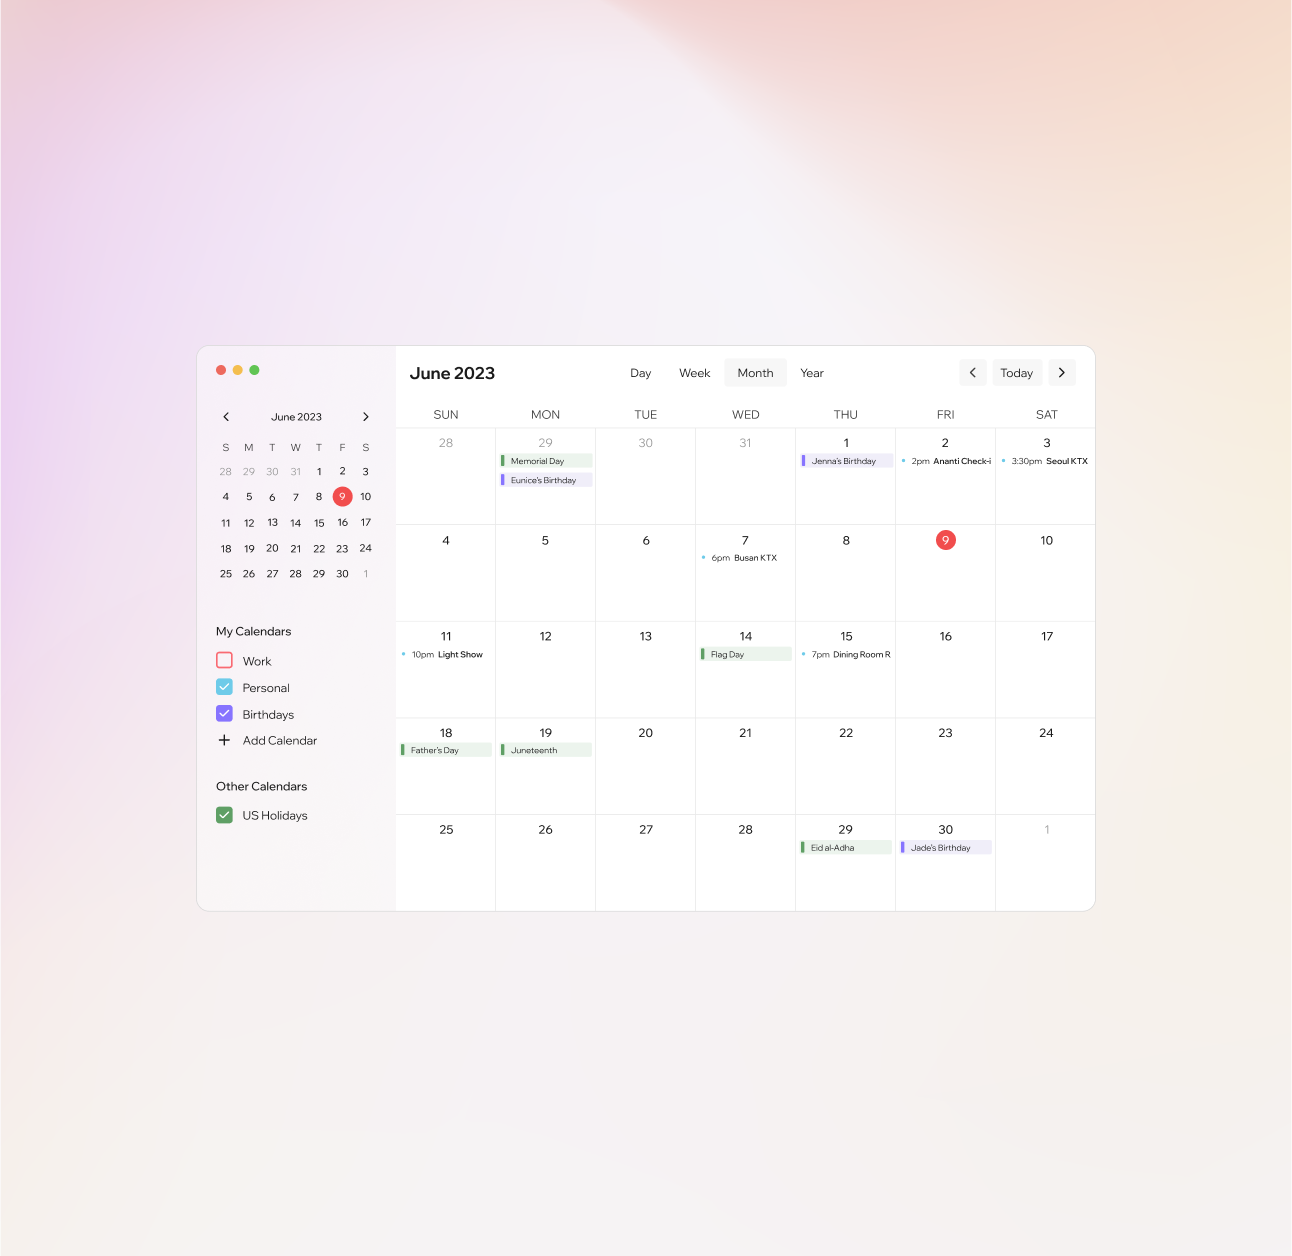 June 2023
S M T W T F S
28 29 30 31 1 2 3
4 5 6 7 8 9 10
11 12 13 14 15 16 17
18 19 20 21 22 23 24
25 26 27 28 29 30 1
My Calendars
Work
Personal
Birthdays
Add Calendar
Other Calendars
US Holidays
June 2023 Day Week Month Year Today
SUN MON TUE WED THU FRI SAT
28 29 30 31 1 2 3
Memorial Day Jenna's Birthday 2pm Ananti Check-i 3:30pm Seoul KTX
Eunice's Birthday
4 5 6 7 8 9 10
6pm Busan KTX
11 12 13 14 15 16 17
10pm Light Show Flag Day 7pm Dining Room R
18 19 20 21 22 23 24
Father's Day Juneteenth
25 26 27 28 29 30 1
Eid al-Adha Jade's Birthday